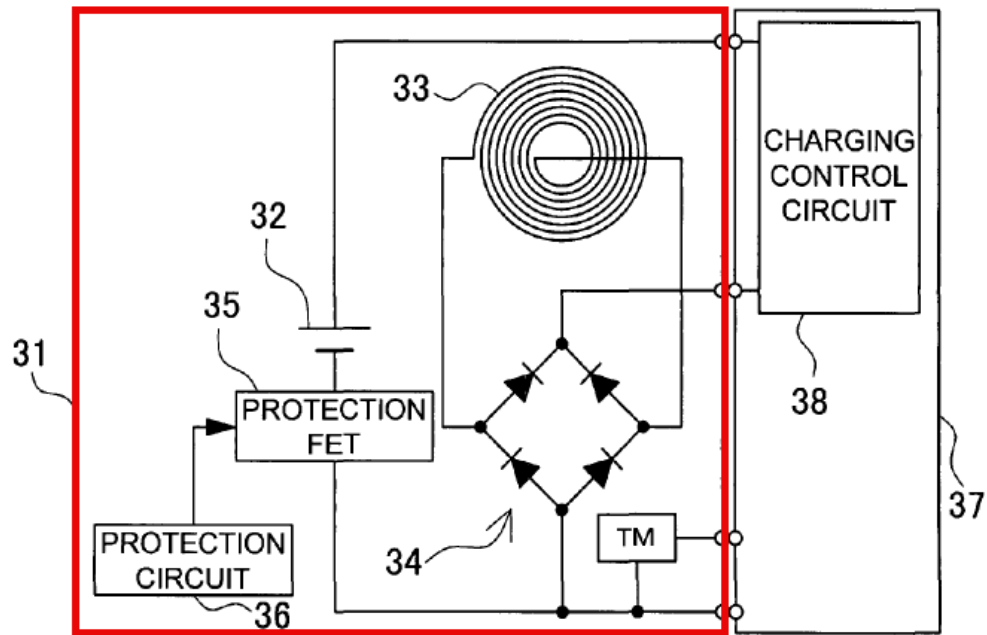 33
CHARGING
CONTROL
CIRCUIT
32
35
31
38
PROTECTION
FET
37
PROTECTION
CIRCUIT
34
TM
36